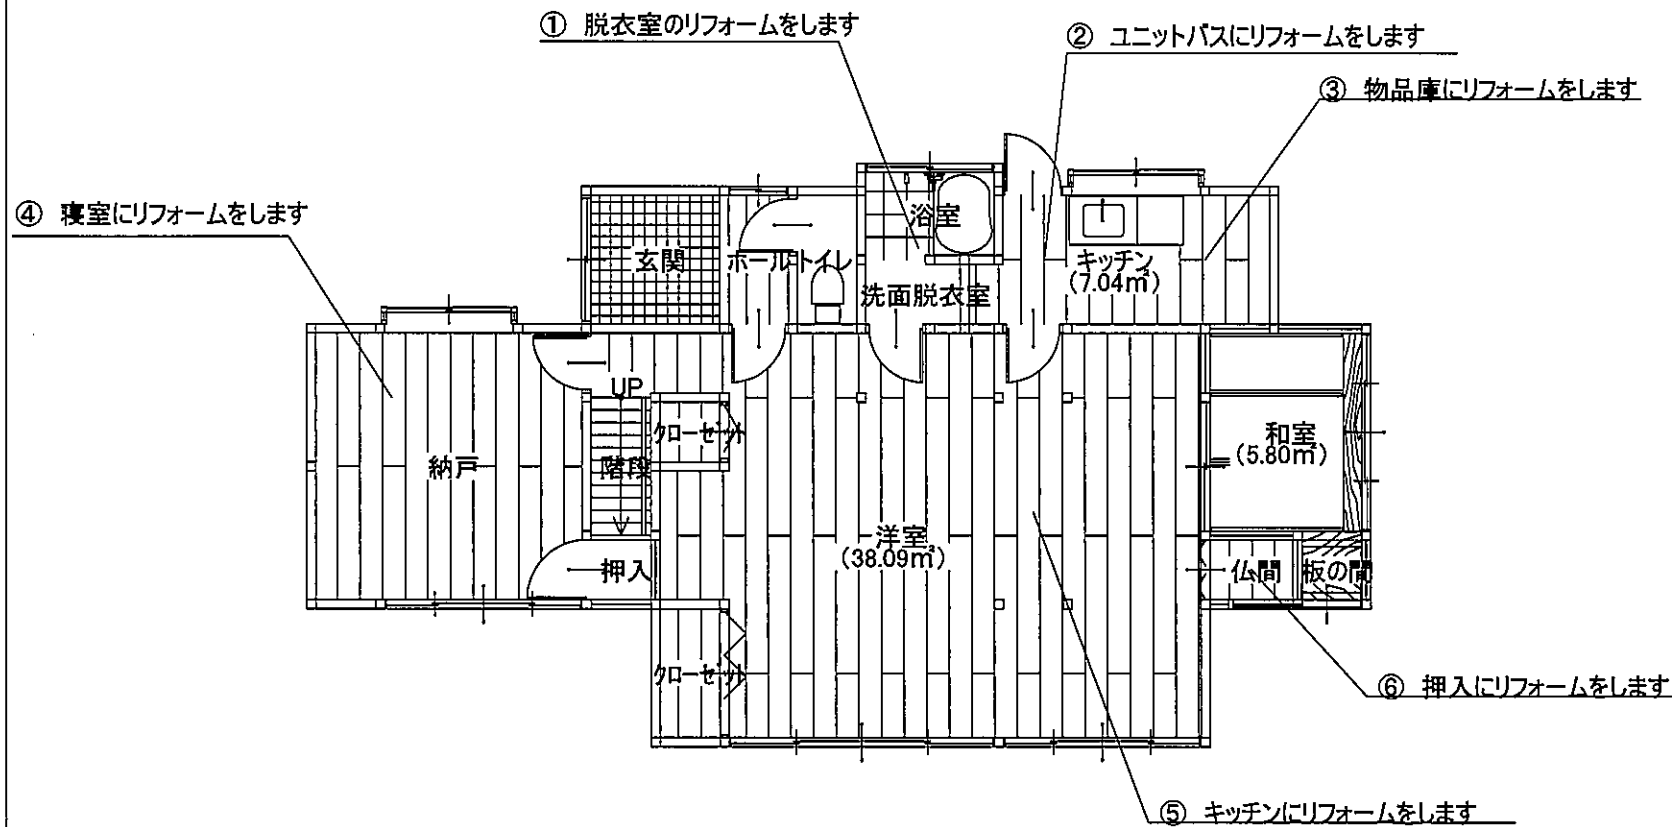 ① 脱衣室のリフォームをします
② ユニットバスにリフォームをします
③ 物品庫にリフォームをします
④ 寝室にリフォームをします
浴室
玄関
ホール
トイレ
キッチン
(7.04㎡)
洗面脱衣室
UP
クローゼット
和室
(5.80㎡)
納戸
階段
洋室
(38.09㎡)
押入
仏間
板の間
クローゼット
⑥ 押入にリフォームをします
⑤ キッチンにリフォームをします